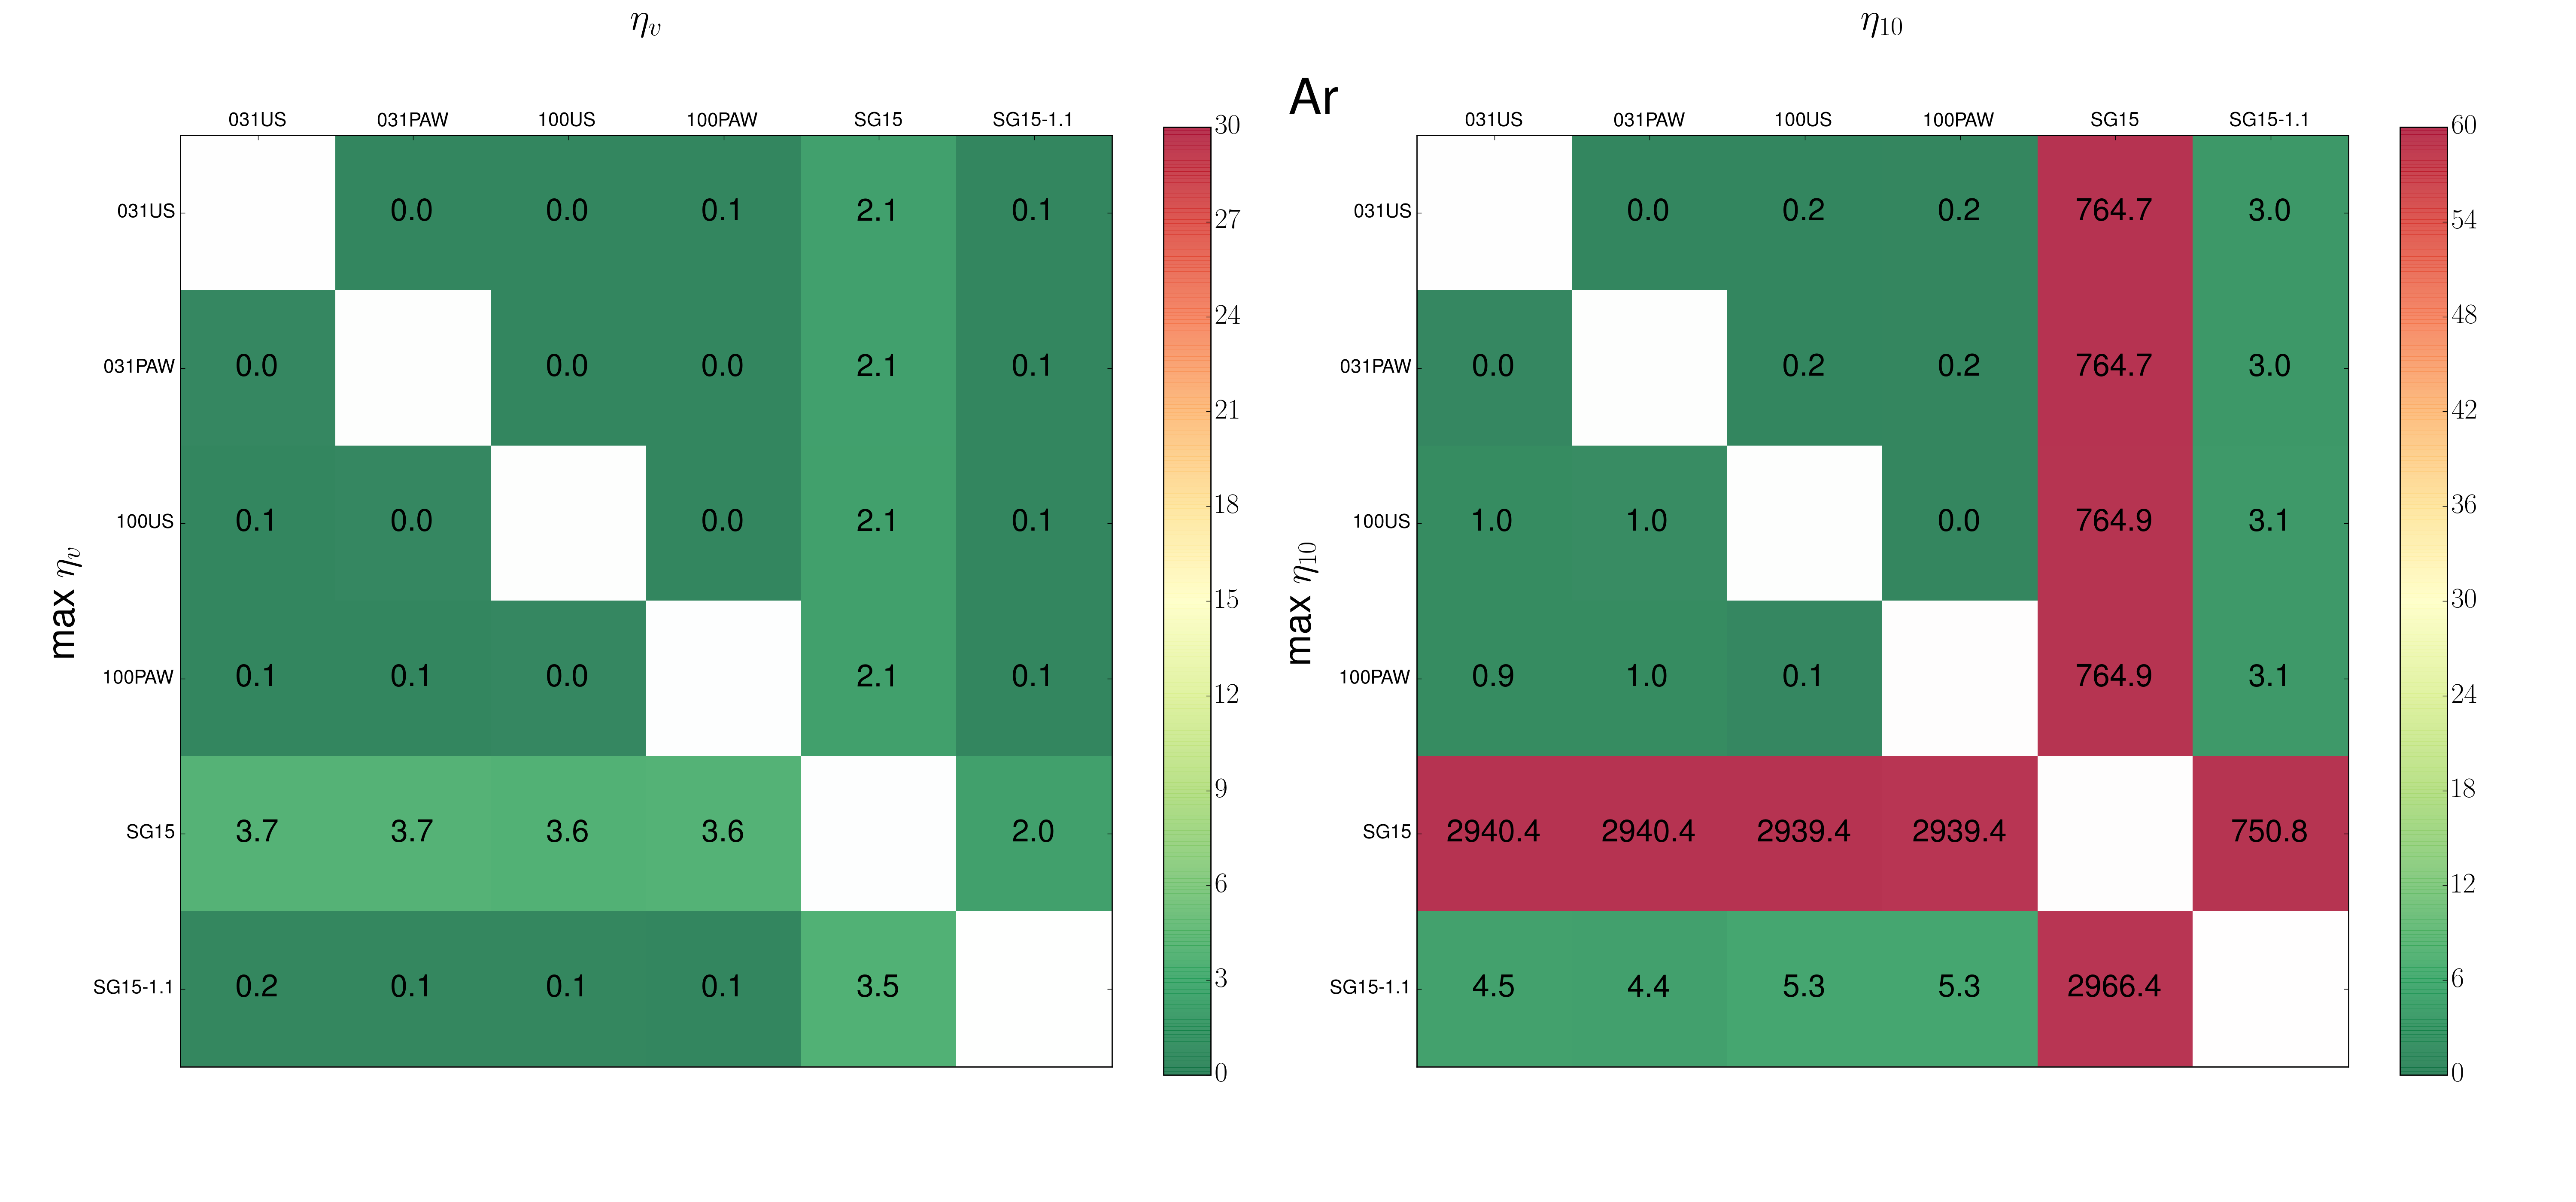 η_v
031US 031PAW 100US 100PAW SG15 SG15-1.1
031US 0.0 0.0 0.1 2.1 0.1
031PAW 0.0 0.0 0.0 2.1 0.1
100US 0.1 0.0 0.0 2.1 0.1
100PAW 0.1 0.1 0.0 2.1 0.1
SG15 3.7 3.7 3.6 3.6 2.0
SG15-1.1 0.2 0.1 0.1 0.1 3.5
max η_v
30
27
24
21
18
15
12
9
6
3
0
Ar
η_10
031US 031PAW 100US 100PAW SG15 SG15-1.1
031US 0.0 0.2 0.2 764.7 3.0
031PAW 0.0 0.2 0.2 764.7 3.0
100US 1.0 1.0 0.0 764.9 3.1
100PAW 0.9 1.0 0.1 764.9 3.1
SG15 2940.4 2940.4 2939.4 2939.4 750.8
SG15-1.1 4.5 4.4 5.3 5.3 2966.4
max η_10
60
54
48
42
36
30
24
18
12
6
0